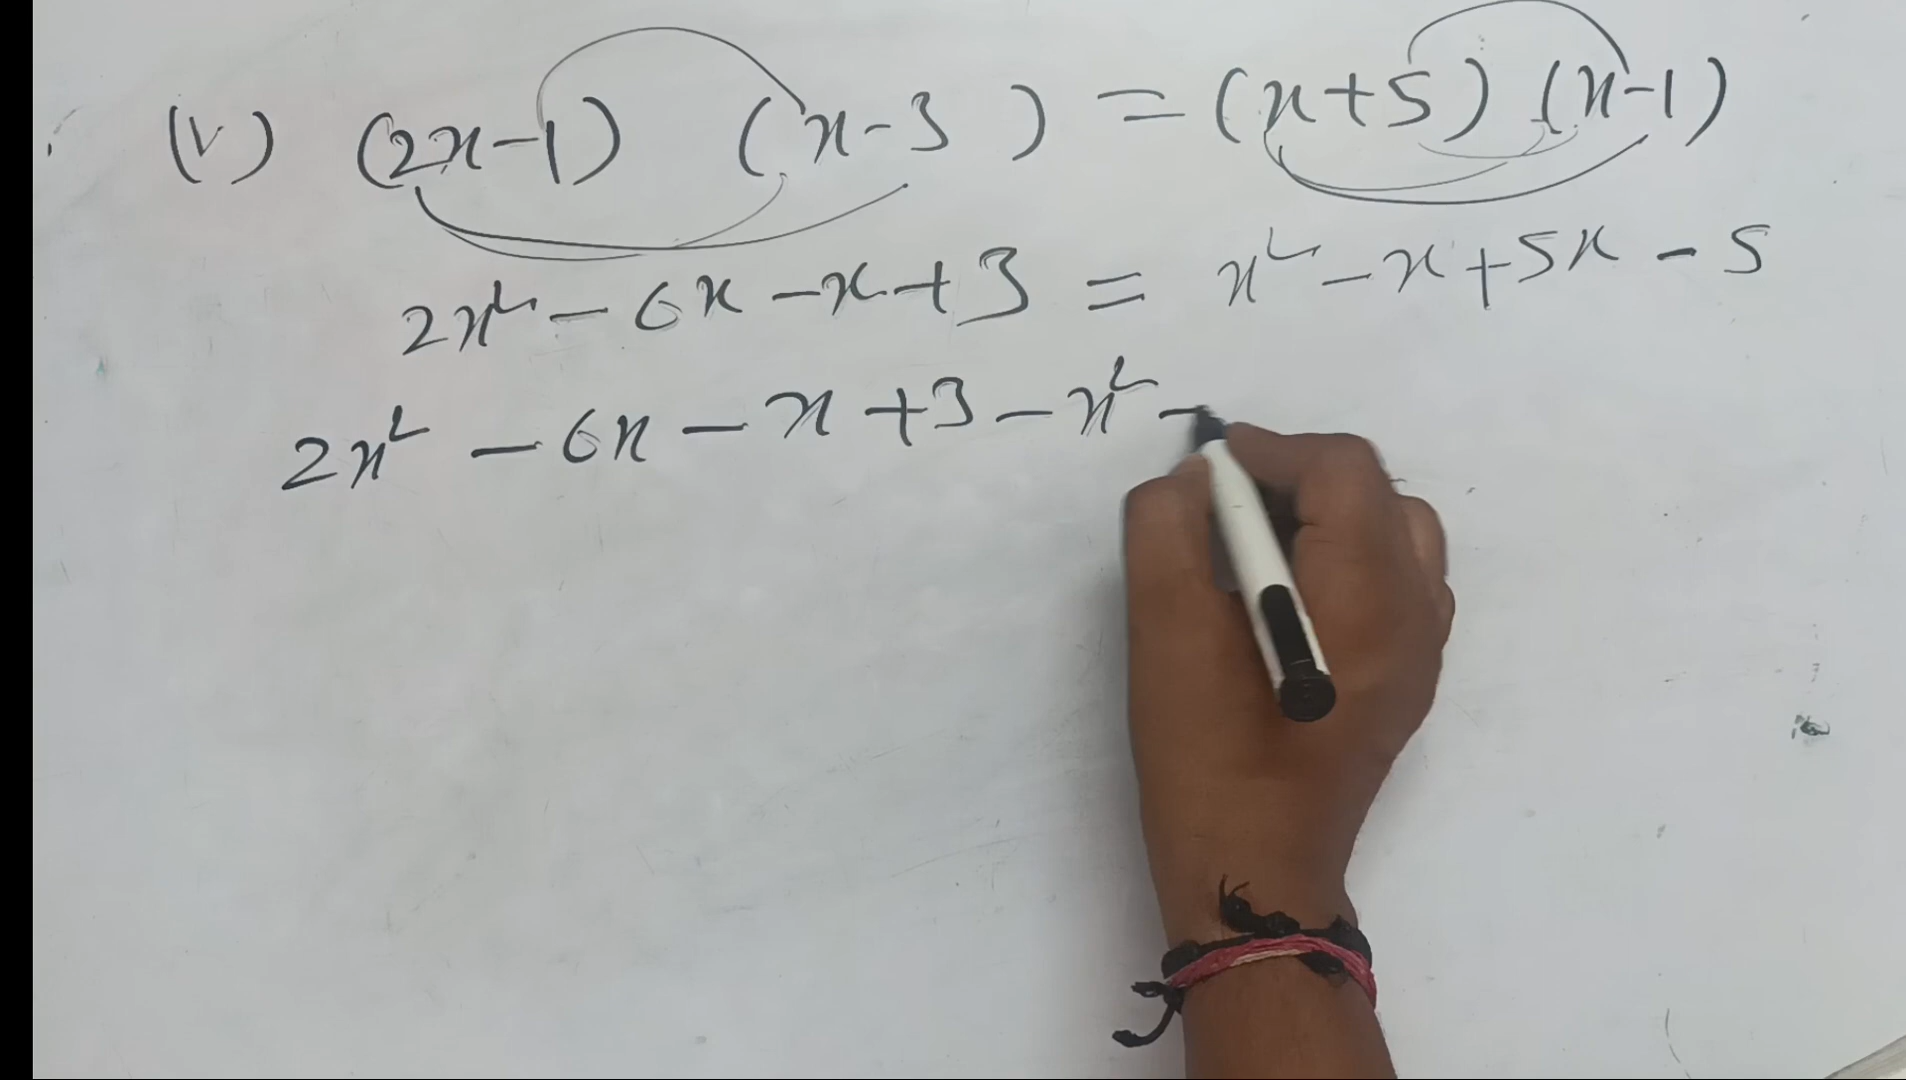 (v) (2x-1) (x-3) = (x+5) (x-1)
2x² - 6x - x + 3 = x² - x + 5x - 5
2x² - 6x - x + 3 - x² -